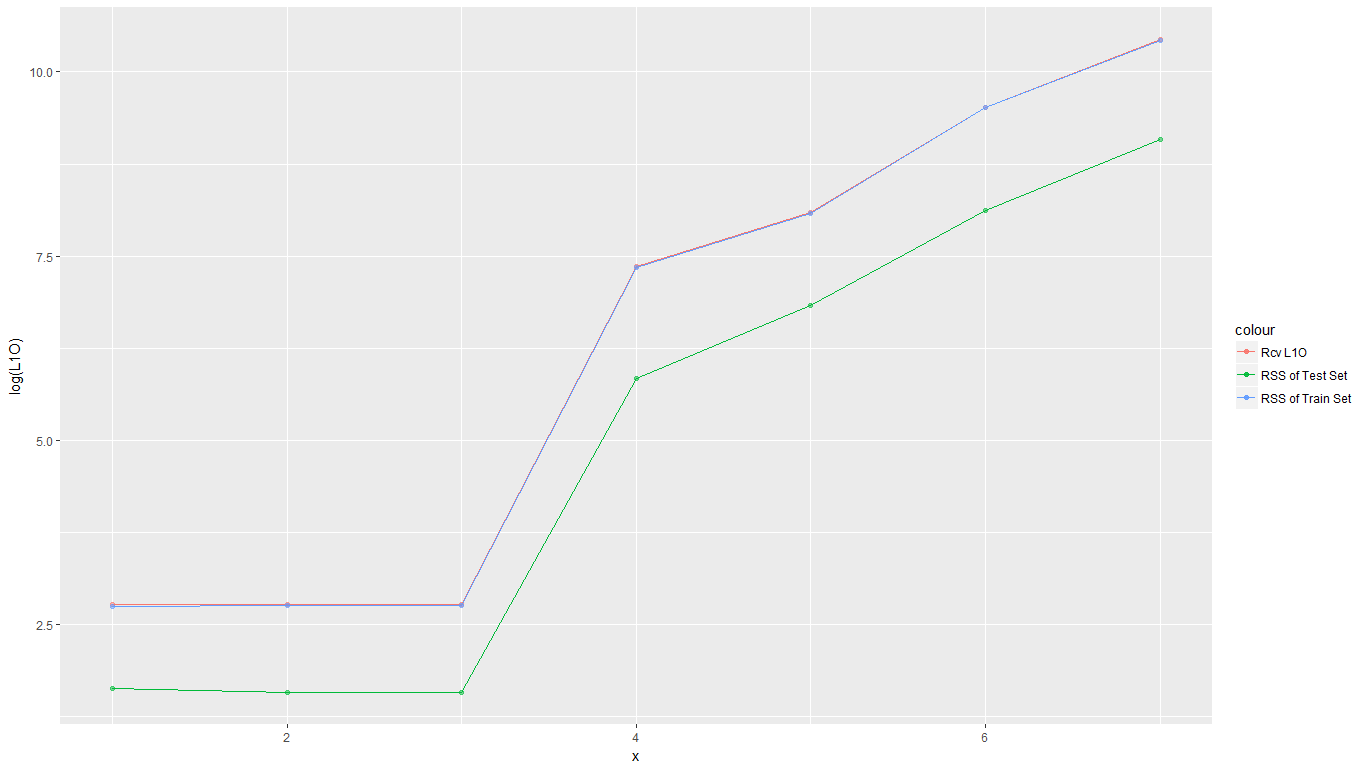 10.0
7.5
5.0
2.5
log(L1O)
2
4
6
x
colour
Rcv L1O
RSS of Test Set
RSS of Train Set